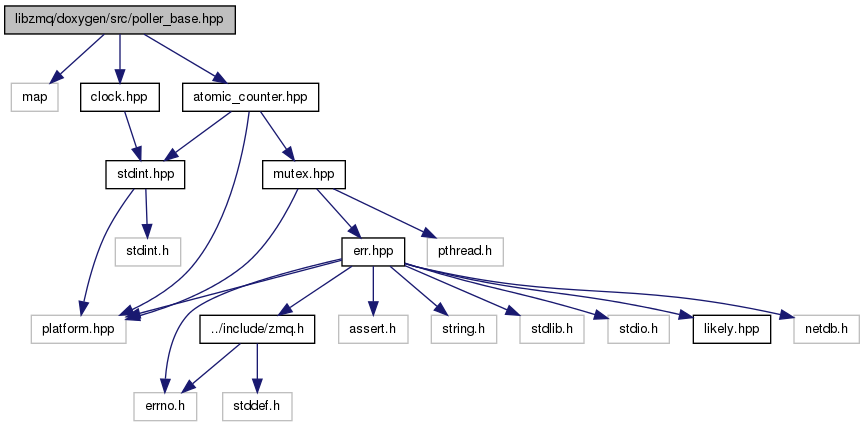 libzmq/doxygen/src/poller_base.hpp
map
clock.hpp
atomic_counter.hpp
stdint.hpp
mutex.hpp
stdint.h
err.hpp
pthread.h
platform.hpp
../include/zmq.h
assert.h
string.h
stdlib.h
stdio.h
likely.hpp
netdb.h
errno.h
stddef.h